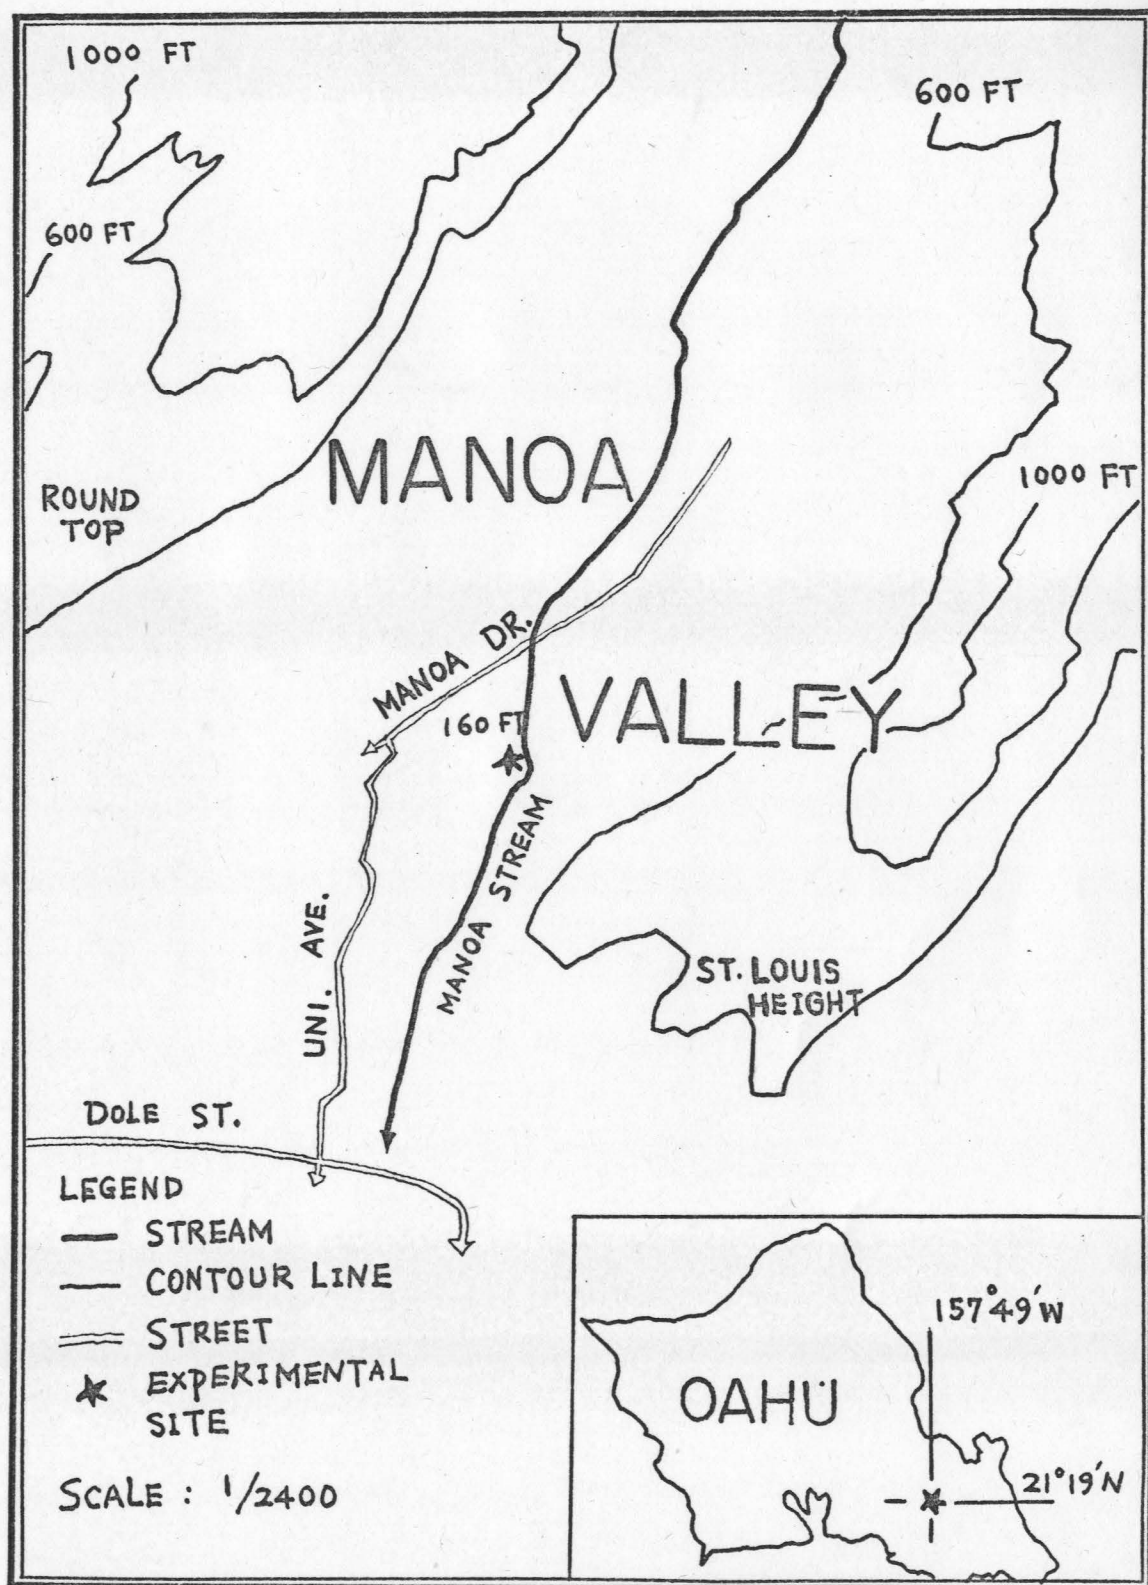 1000 FT
600 FT
600 FT
MANOA
1000 FT
ROUND
TOP
MANOA DR.
VALLEY
160 FT
MANOA STREAM
UNI. AVE.
ST. LOUIS
HEIGHT
DOLE ST.
LEGEND
STREAM
CONTOUR LINE
STREET
EXPERIMENTAL
SITE
SCALE : 1/2400
157°49'W
OAHU
21°19'N